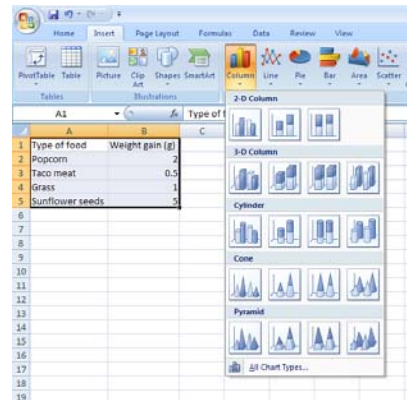 Home Insert Page Layout Formulas Data Review View
PivotTable Table Picture Clip Art Shapes SmartArt Column Line Pie Bar Area Scatter
Tables Illustrations
A1 fx Type of f
A B C
1 Type of food Weight gain (g)
2 Popcorn 2
3 Taco meat 0.5
4 Grass 1
5 Sunflower seeds 5
6
7
8
9
10
11
12
13
14
15
16
17
18
19
2-D Column
3-D Column
Cylinder
Cone
Pyramid
All Chart Types...